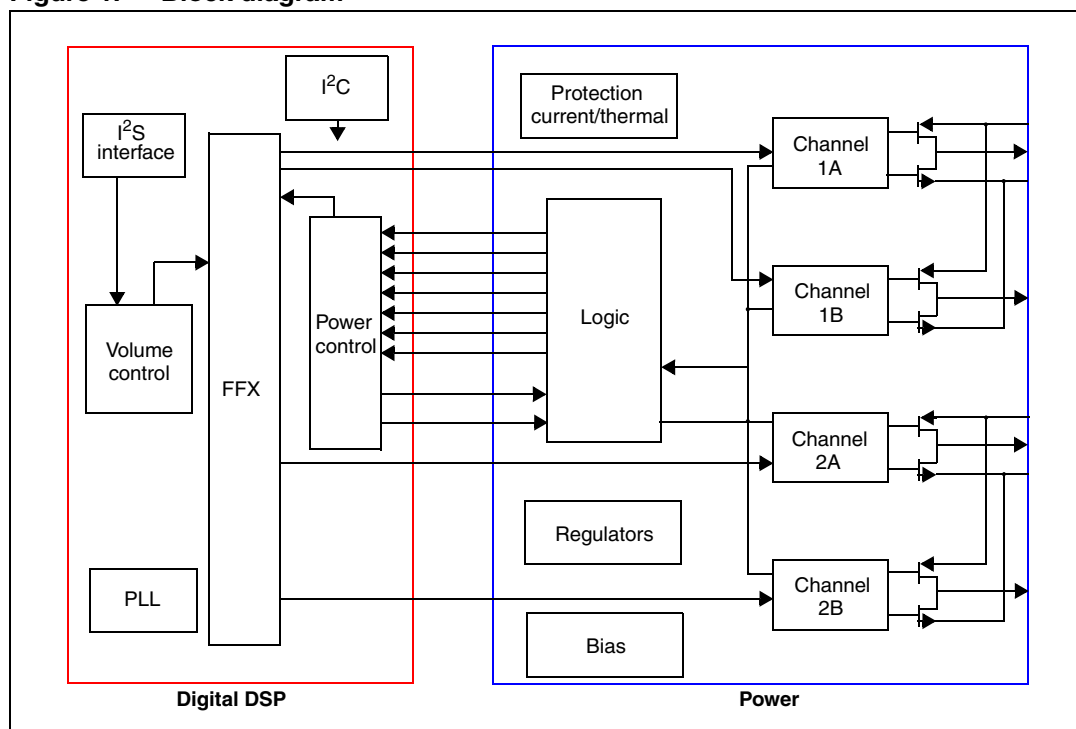 Figure 1. Block diagram
I²C
I²S
interface
Volume
control
FFX
Power
control
PLL
Digital DSP
Protection
current/thermal
Logic
Regulators
Bias
Channel
1A
Channel
1B
Channel
2A
Channel
2B
Power